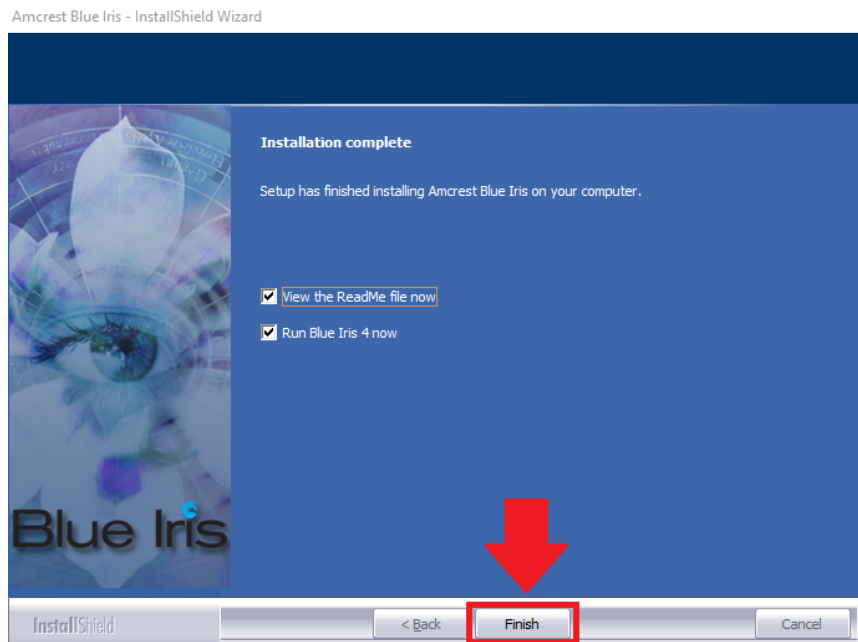 Amcrest Blue Iris - InstallShield Wizard
Installation complete
Setup has finished installing Amcrest Blue Iris on your computer.
View the ReadMe file now
Run Blue Iris 4 now
Blue Iris
InstallShield
< Back
Finish
Cancel